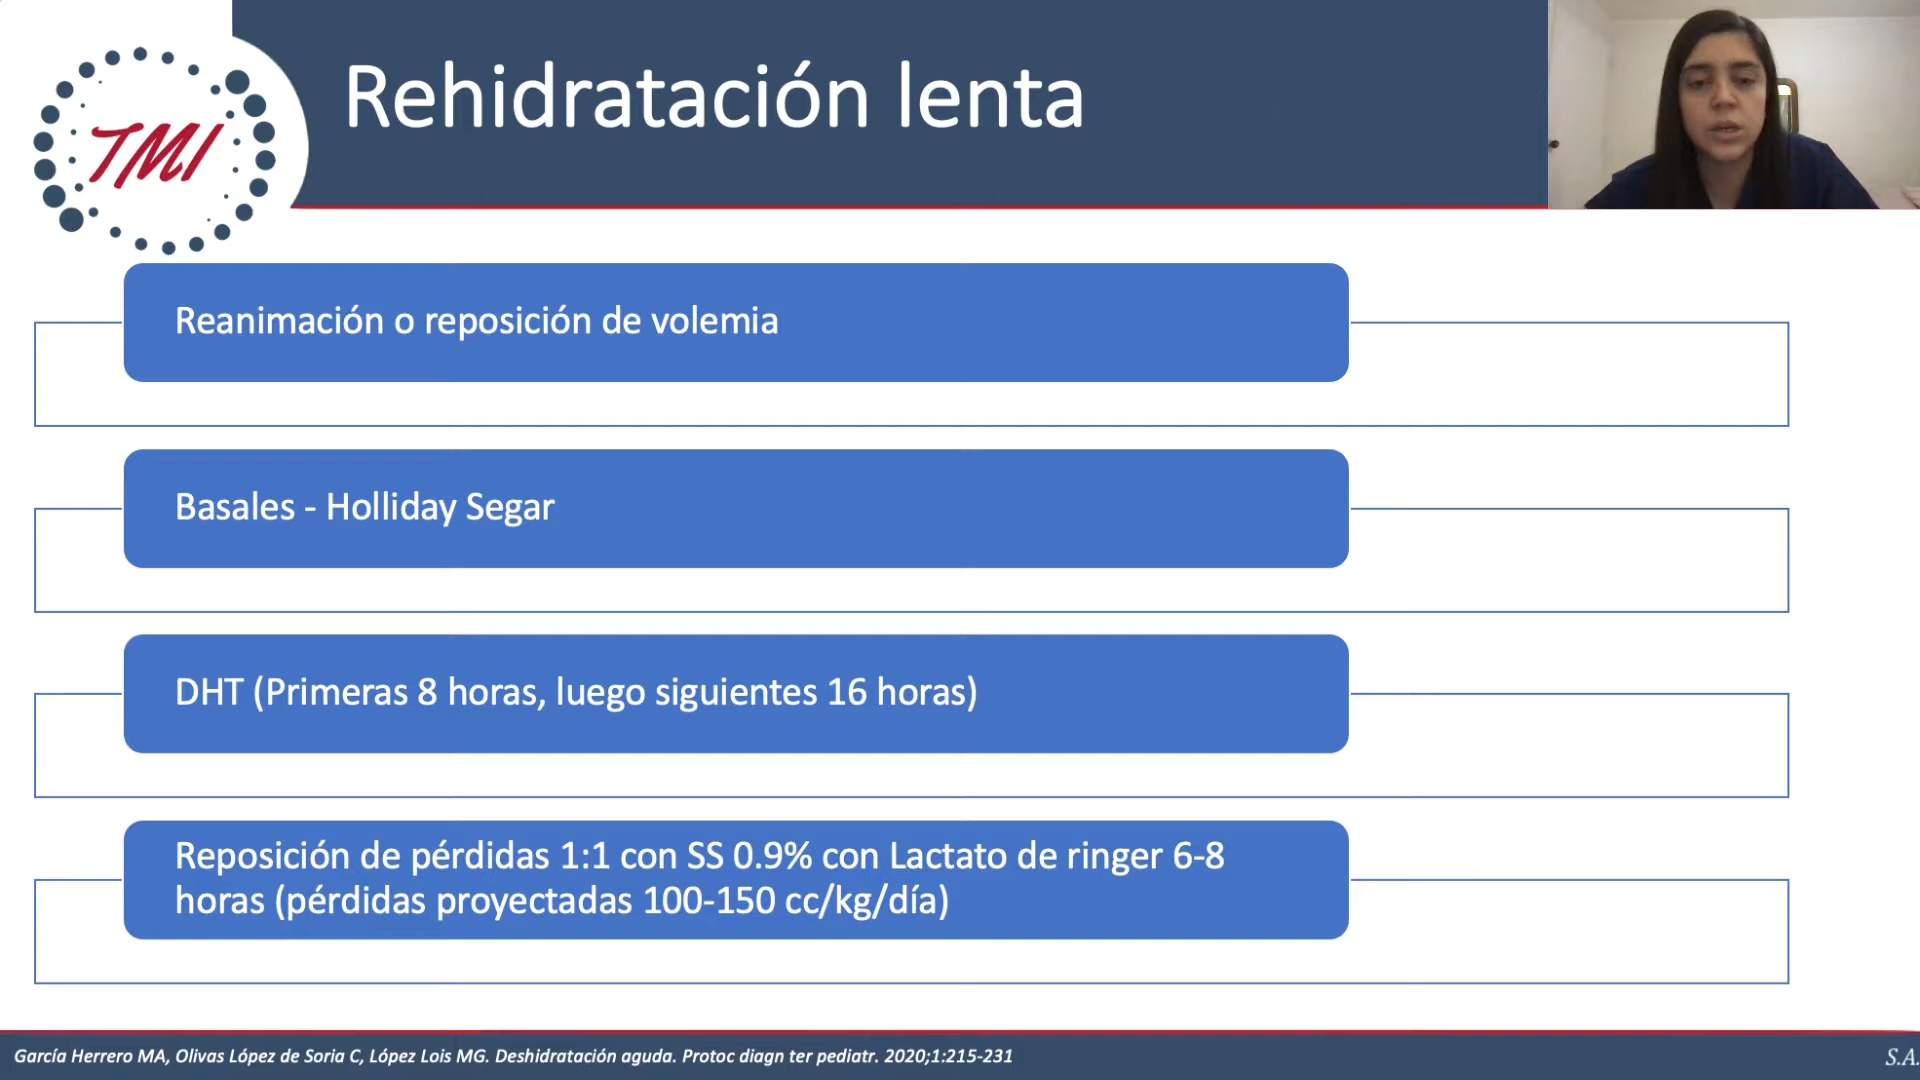 TMI
Rehidratación lenta
Reanimación o reposición de volemia
Basales - Holliday Segar
DHT (Primeras 8 horas, luego siguientes 16 horas)
Reposición de pérdidas 1:1 con SS 0.9% con Lactato de ringer 6-8
horas (pérdidas proyectadas 100-150 cc/kg/día)
García Herrero MA, Olivas López de Soria C, López Lois MG. Deshidratación aguda. Protoc diagn ter pediatr. 2020;1:215-231
S.A.